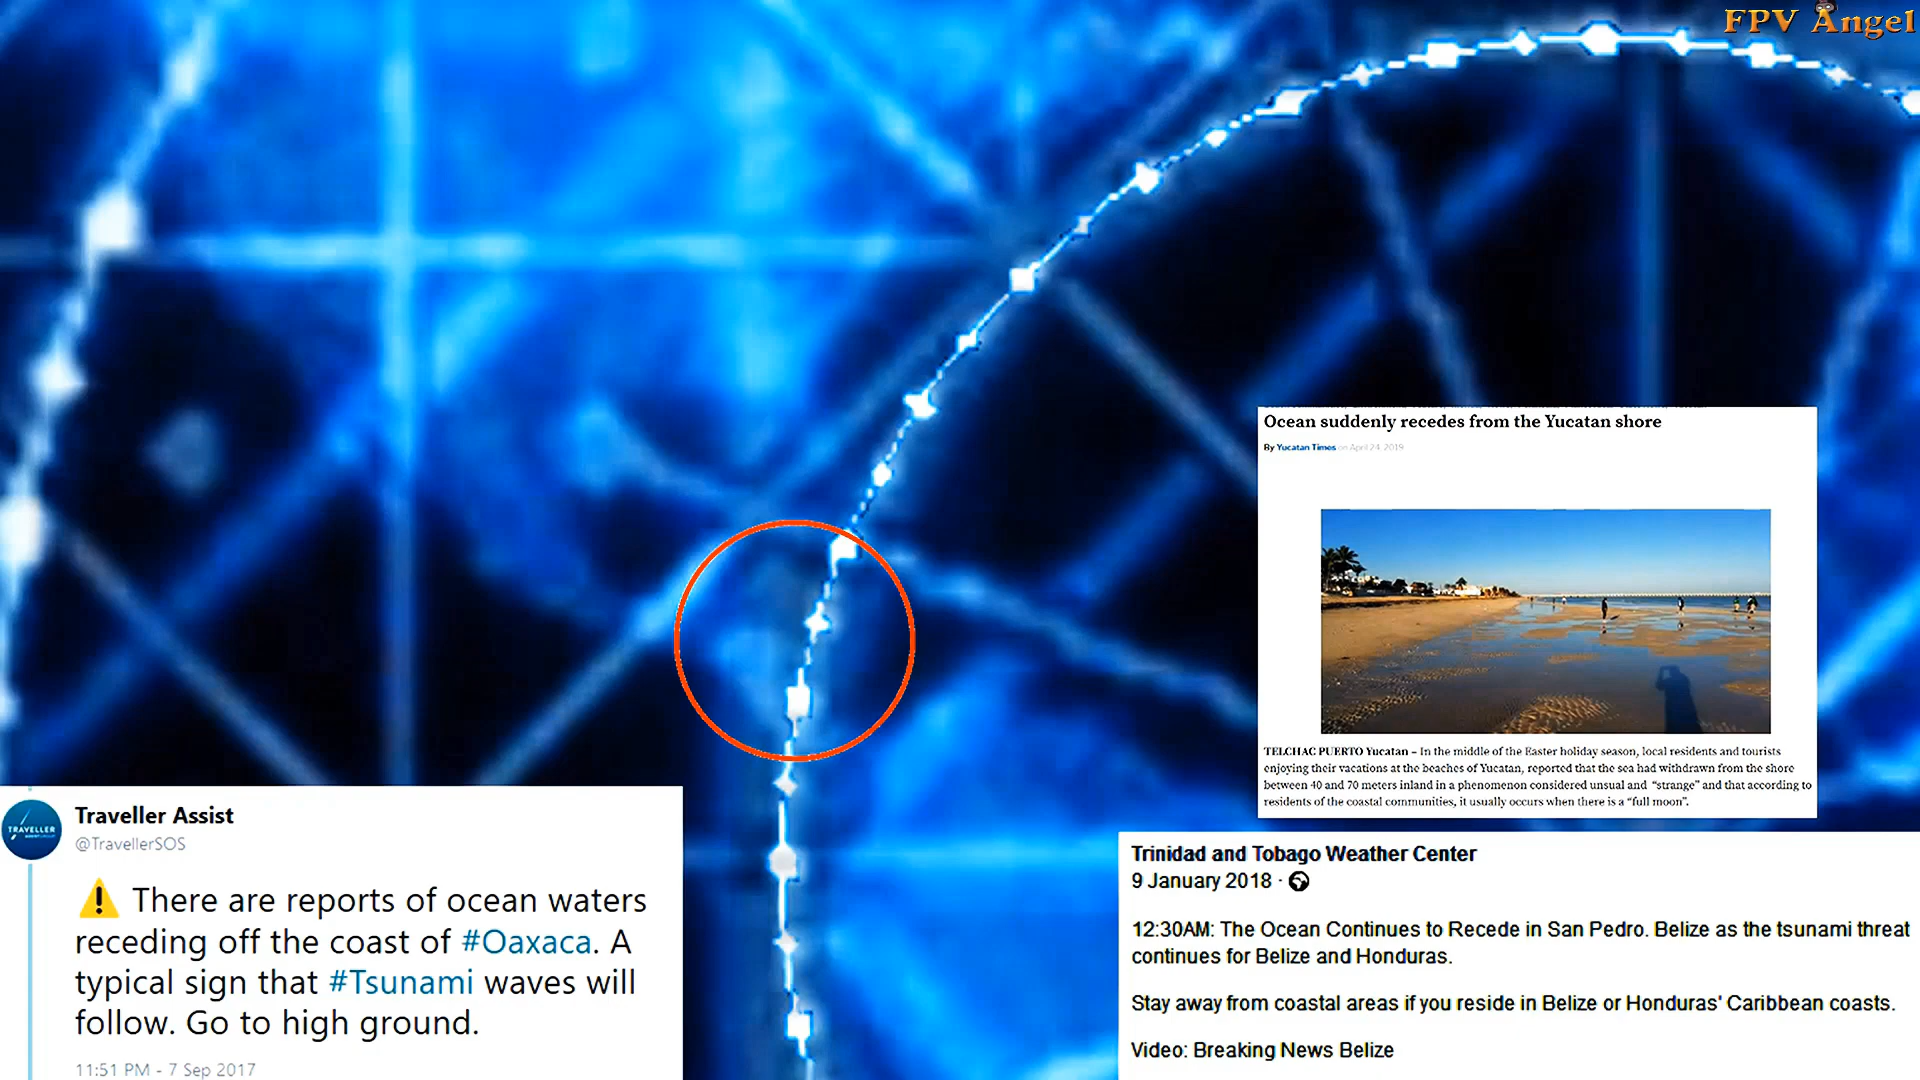 FPV Angel
Ocean suddenly recedes from the Yucatan shore
By Yucatan Times on April 24, 2019
TELCHAC PUERTO Yucatan – In the middle of the Easter holiday season, local residents and tourists
enjoying their vacations at the beaches of Yucatan, reported that the sea had withdrawn from the shore
between 40 and 70 meters inland in a phenomenon considered unusual and “strange” and that according to
residents of the coastal communities, it usually occurs when there is a “full moon”.
TRAVELLER
Traveller Assist
@TravellerSOS
⚠ There are reports of ocean waters
receding off the coast of #Oaxaca. A
typical sign that #Tsunami waves will
follow. Go to high ground.
11:51 PM - 7 Sep 2017
Trinidad and Tobago Weather Center
9 January 2018 ·
12:30AM: The Ocean Continues to Recede in San Pedro. Belize as the tsunami threat
continues for Belize and Honduras.
Stay away from coastal areas if you reside in Belize or Honduras' Caribbean coasts.
Video: Breaking News Belize